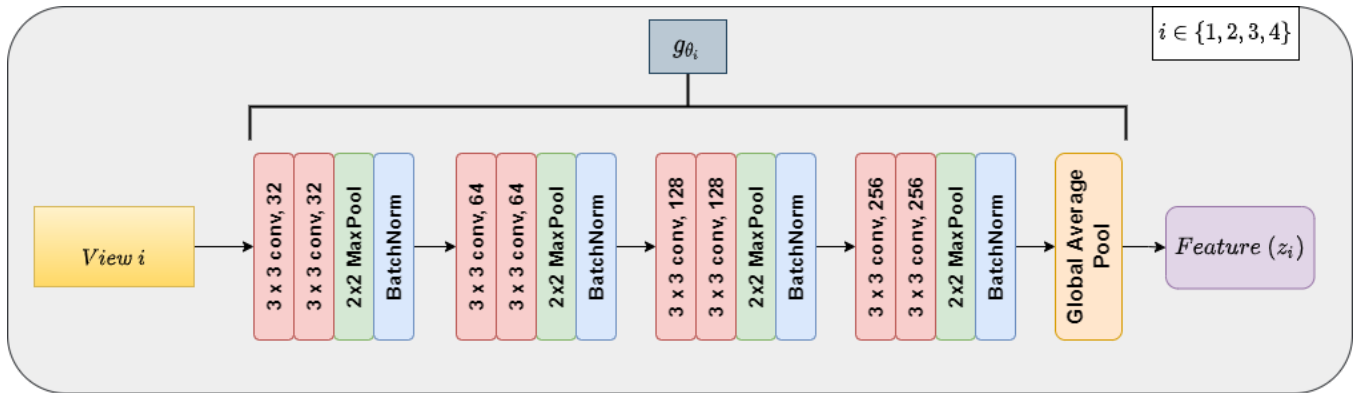 g_{θ_i}
i ∈ {1, 2, 3, 4}
View i
3 x 3 conv, 32
3 x 3 conv, 32
2x2 MaxPool
BatchNorm
3 x 3 conv, 64
3 x 3 conv, 64
2x2 MaxPool
BatchNorm
3 x 3 conv, 128
3 x 3 conv, 128
2x2 MaxPool
BatchNorm
3 x 3 conv, 256
3 x 3 conv, 256
2x2 MaxPool
BatchNorm
Global Average
Pool
Feature (z_i)